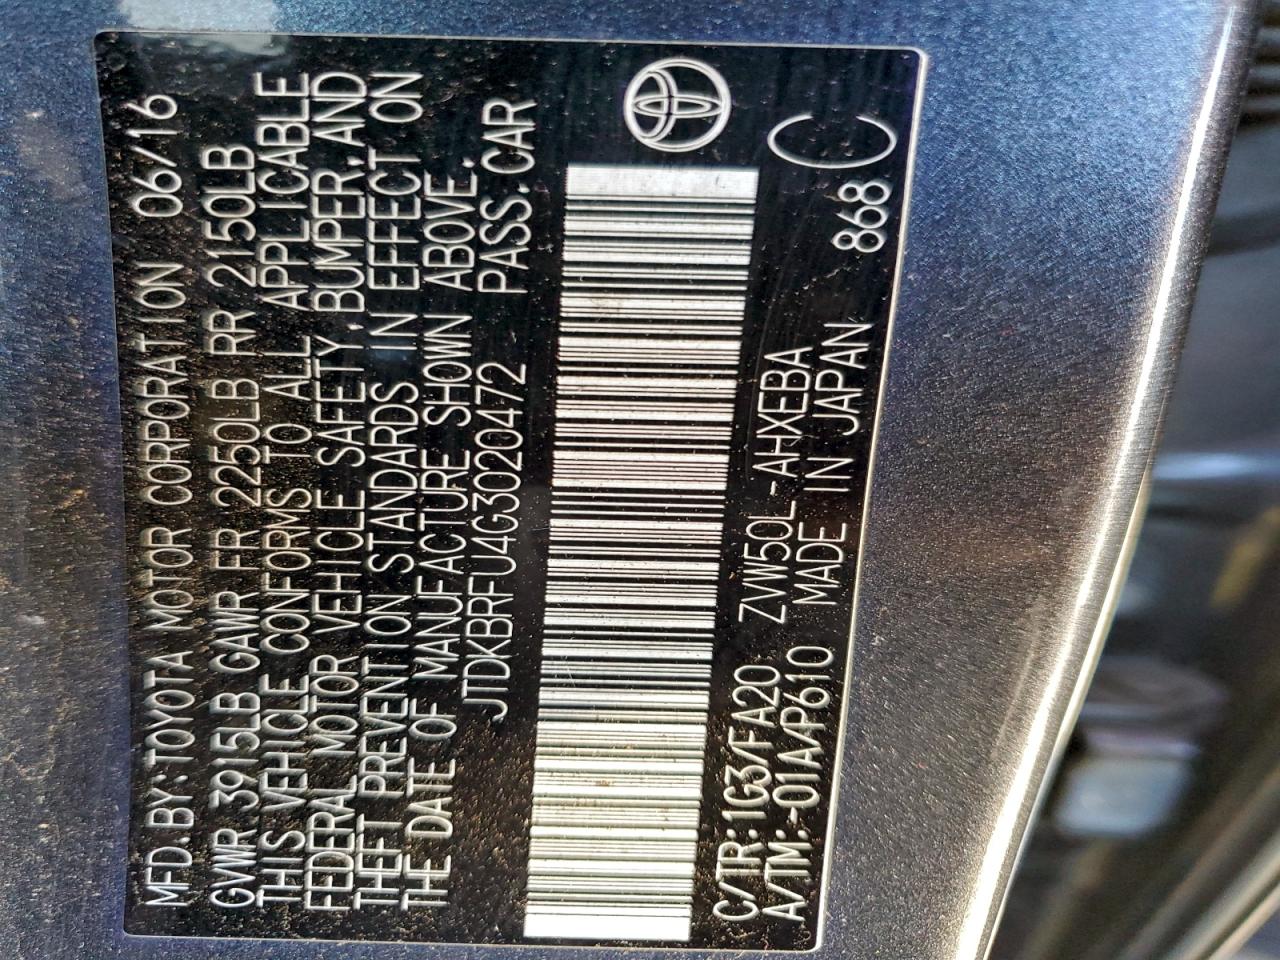 MFD.BY:TOYOTA MOTOR CORPORATION 06/16
GVWR 3915LB GAWR FR 2250LB RR 2150LB
THIS VEHICLE CONFORMS TO ALL APPLICABLE
FEDERAL MOTOR VEHICLE SAFETY, BUMPER, AND
THEFT PREVENTION STANDARDS IN EFFECT ON
THE DATE OF MANUFACTURE SHOWN ABOVE.
JTDKBRFU4G3020472 PASS.CAR
C/TR:1G3/FA20 ZVW50L-AHXEBA C
A/TM:-01A/P610 MADE IN JAPAN 868